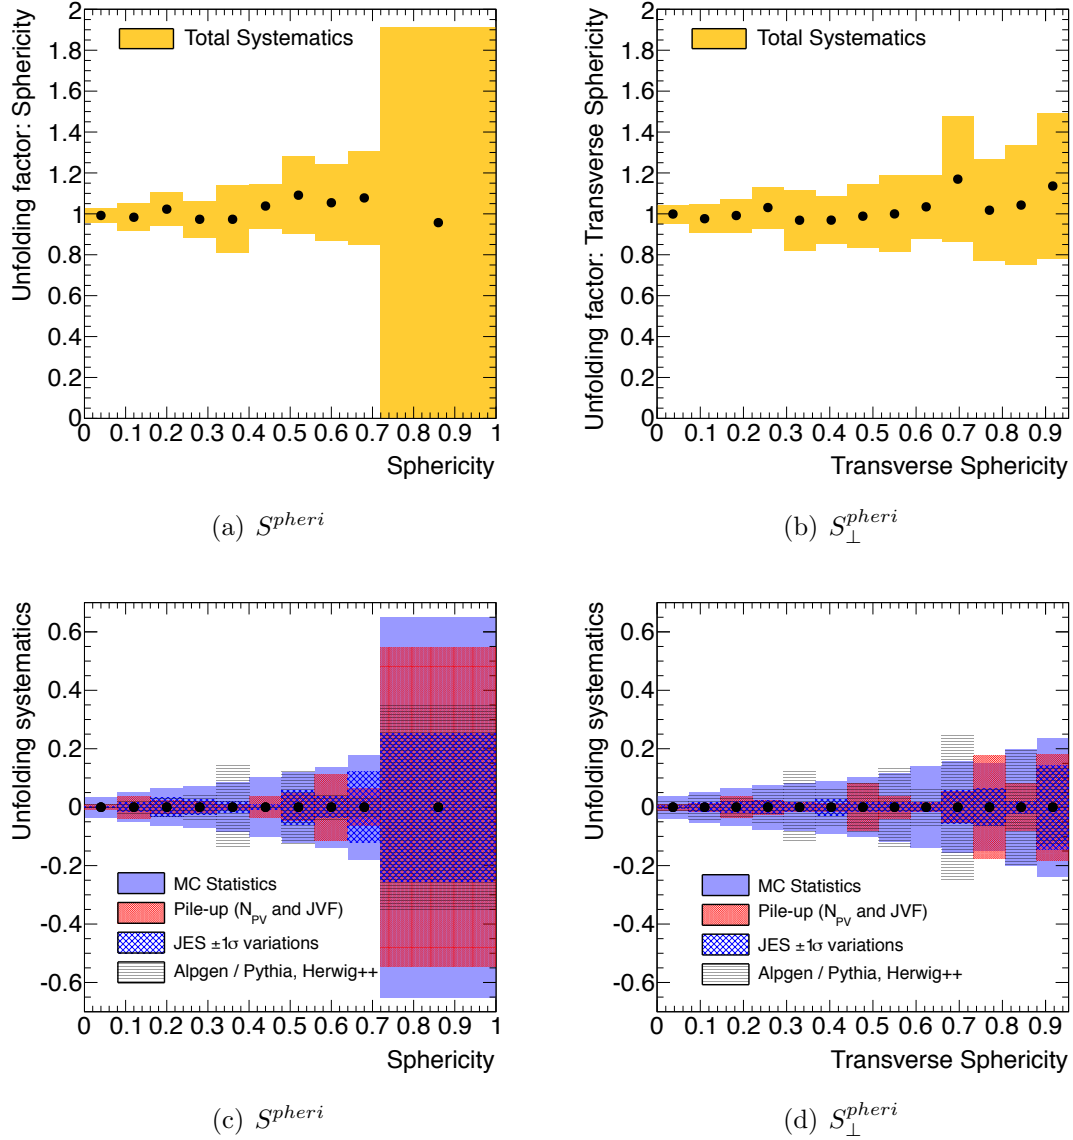 Unfolding factor: Sphericity
2
1.8
1.6
1.4
1.2
1
0.8
0.6
0.4
0.2
0
Total Systematics
0 0.1 0.2 0.3 0.4 0.5 0.6 0.7 0.8 0.9 1
Sphericity
(a) S^{pheri}
Unfolding factor: Transverse Sphericity
2
1.8
1.6
1.4
1.2
1
0.8
0.6
0.4
0.2
0
Total Systematics
0 0.1 0.2 0.3 0.4 0.5 0.6 0.7 0.8 0.9
Transverse Sphericity
(b) S_⊥^{pheri}
Unfolding systematics
0.6
0.4
0.2
0
-0.2
-0.4
-0.6
MC Statistics
Pile-up (N_{PV} and JVF)
JES ±1σ variations
Alpgen / Pythia, Herwig++
0 0.1 0.2 0.3 0.4 0.5 0.6 0.7 0.8 0.9 1
Sphericity
(c) S^{pheri}
Unfolding systematics
0.6
0.4
0.2
0
-0.2
-0.4
-0.6
MC Statistics
Pile-up (N_{PV} and JVF)
JES ±1σ variations
Alpgen / Pythia, Herwig++
0 0.1 0.2 0.3 0.4 0.5 0.6 0.7 0.8 0.9
Transverse Sphericity
(d) S_⊥^{pheri}